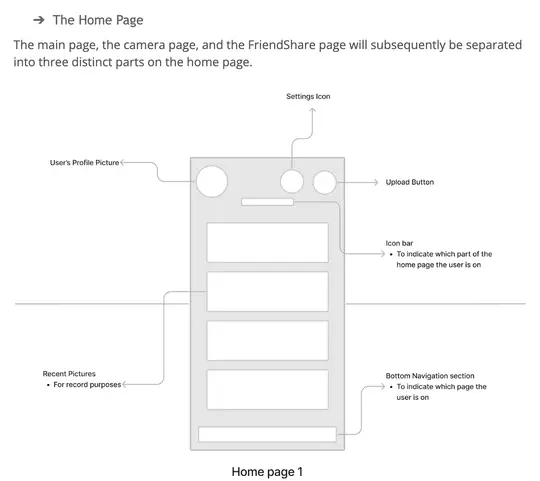 ➔ The Home Page
The main page, the camera page, and the FriendShare page will subsequently be separated
into three distinct parts on the home page.
Settings Icon
User's Profile Picture
Upload Button
Icon bar
• To indicate which part of the
home page the user is on
Recent Pictures
• For record purposes
Bottom Navigation section
• To indicate which page the
user is on
Home page 1